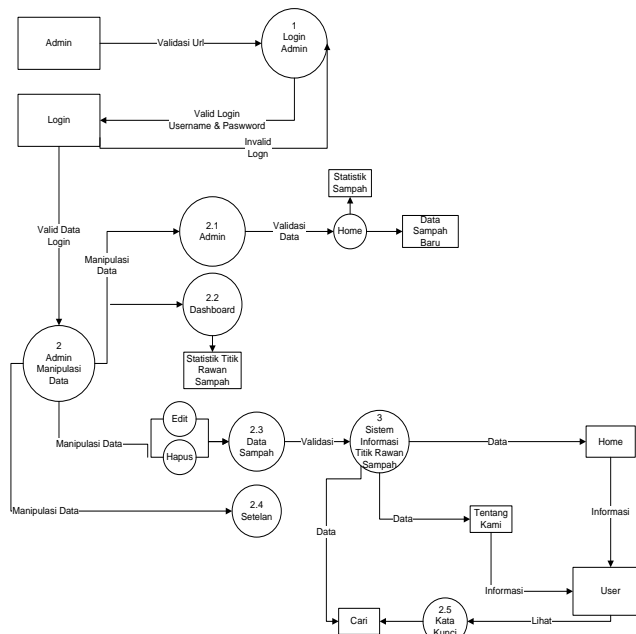 Admin
Validasi Url
1
Login
Admin
Login
Valid Login
Username & Paswword
Invalid
Logn
Statistik
Sampah
Valid Data
Login
Manipulasi
Data
2.1
Admin
Validasi
Data
Home
Data
Sampah
Baru
2.2
Dashboard
Statistik Titik
Rawan
Sampah
2
Admin
Manipulasi
Data
Manipulasi Data
Edit
Hapus
2.3
Data
Sampah
Validasi
3
Sistem
Informasi
Titik Rawan
Sampah
Data
Home
Manipulasi Data
2.4
Setelan
Data
Data
Tentang
Kami
Informasi
Informasi
User
Cari
2.5
Kata
Kunci
Lihat